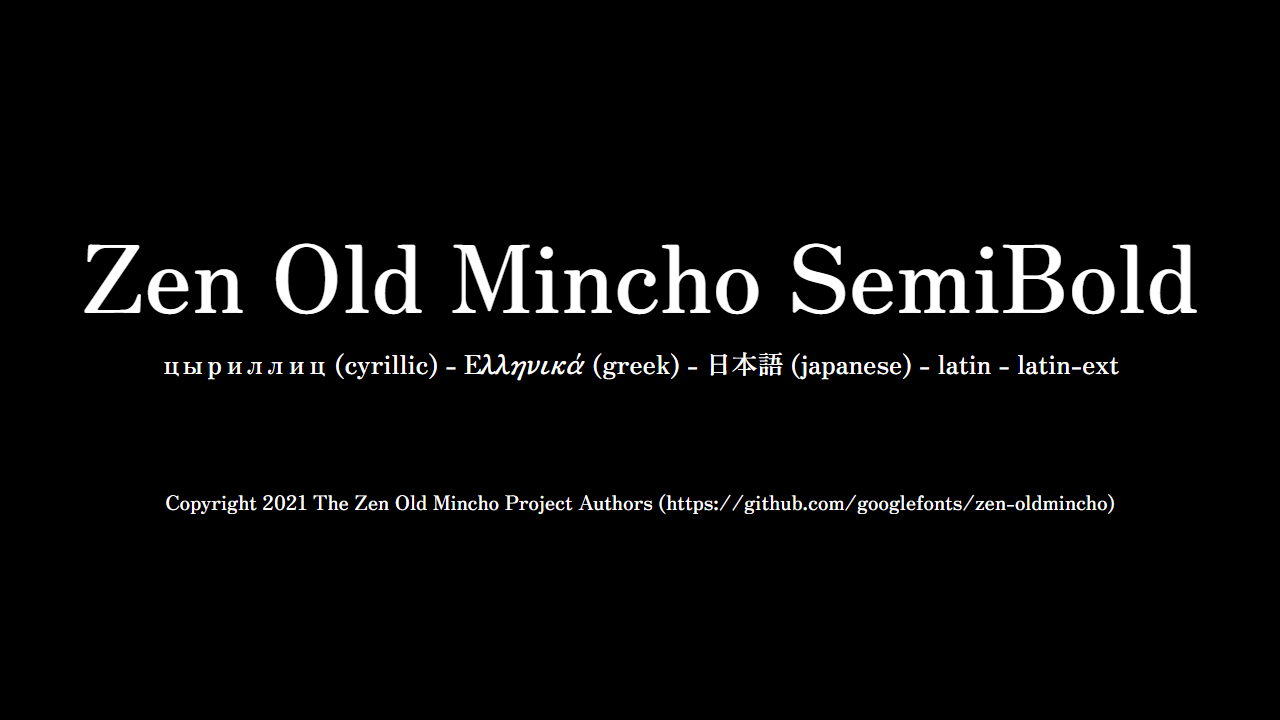 Zen Old Mincho SemiBold
цыриллиц (cyrillic) - Ελληνικά (greek) - 日本語 (japanese) - latin - latin-ext
Copyright 2021 The Zen Old Mincho Project Authors (https://github.com/googlefonts/zen-oldmincho)